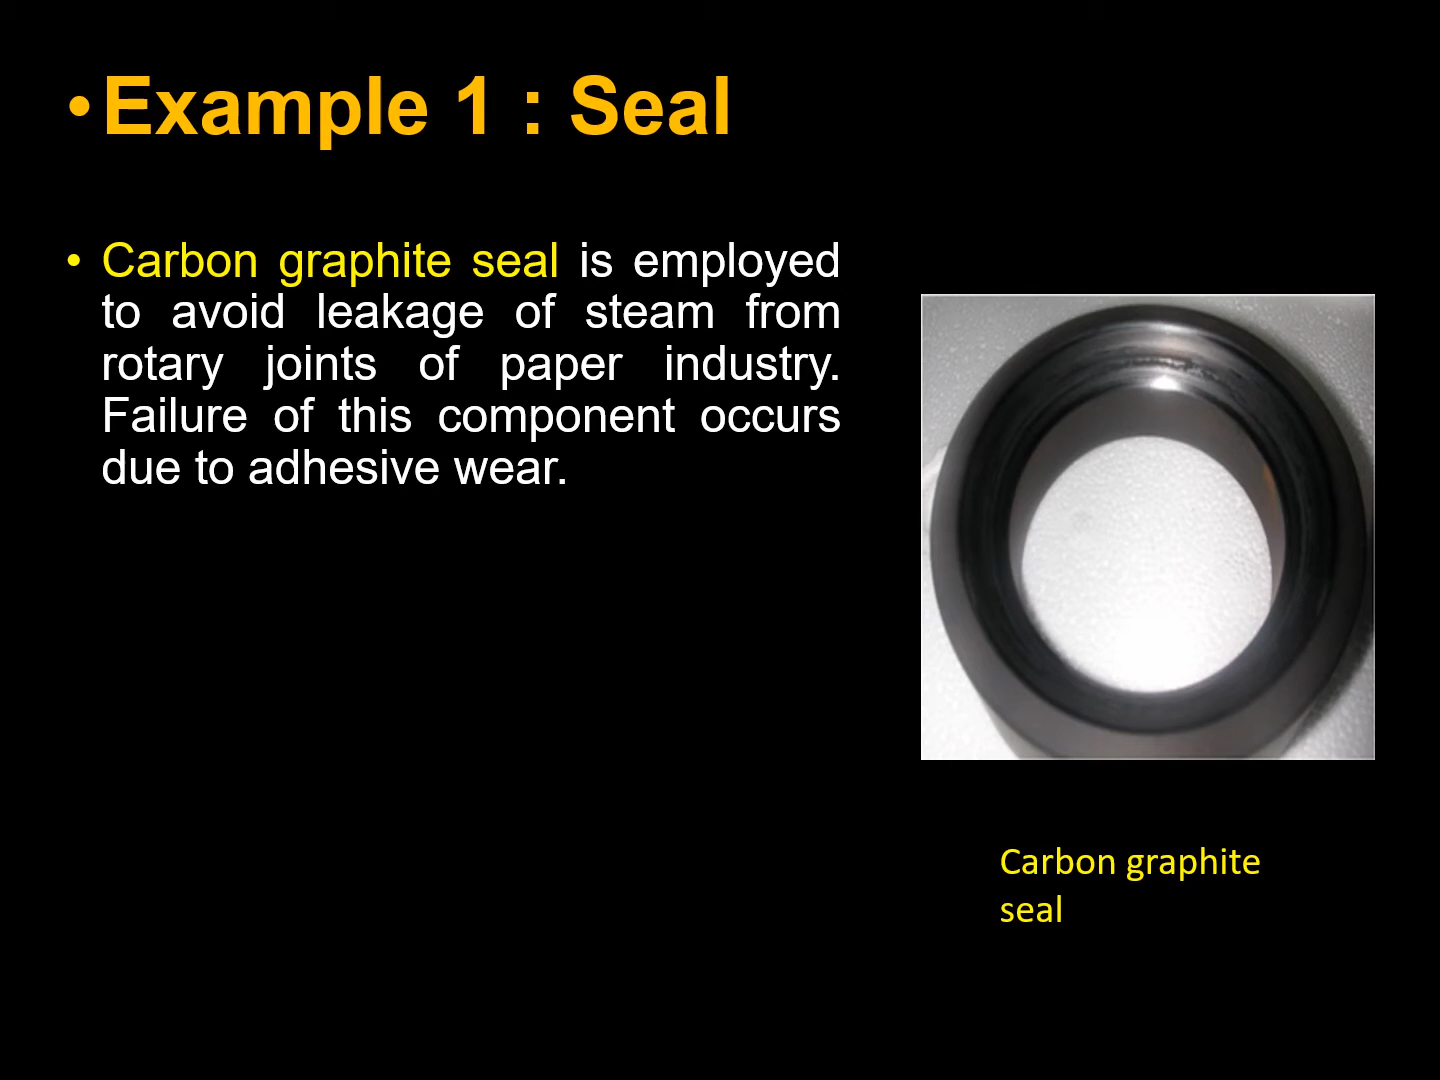 •Example 1 : Seal
• Carbon graphite seal is employed
to avoid leakage of steam from
rotary joints of paper industry.
Failure of this component occurs
due to adhesive wear.
Carbon graphite
seal